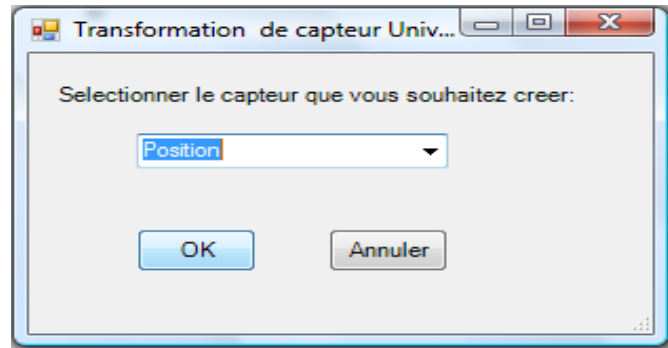 Transformation de capteur Univ...
Selectionner le capteur que vous souhaitez creer:
Position
OK Annuler